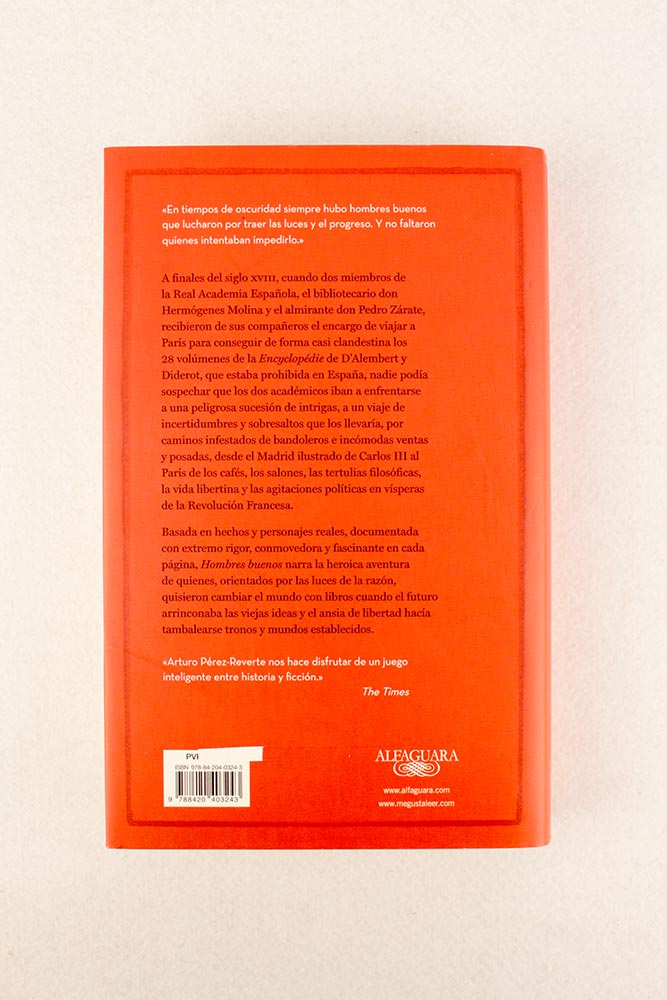 «En tiempos de oscuridad siempre hubo hombres buenos
que lucharon por traer las luces y el progreso. Y no faltaron
quienes intentaban impedirlo.»
A finales del siglo XVIII, cuando dos miembros de
la Real Academia Española, el bibliotecario don
Hermógenes Molina y el almirante don Pedro Zárate,
recibieron de sus compañeros el encargo de viajar a
París para conseguir de forma casi clandestina los
28 volúmenes de la Encyclopédie de D'Alembert y
Diderot, que estaba prohibida en España, nadie podía
sospechar que los dos académicos iban a enfrentarse
a una peligrosa sucesión de intrigas, a un viaje de
incertidumbres y sobresaltos que los llevaría, por
caminos infestados de bandoleros e incómodas ventas
y posadas, desde el Madrid ilustrado de Carlos III al
París de los cafés, los salones, las tertulias filosóficas,
la vida libertina y las agitaciones políticas en vísperas
de la Revolución Francesa.
Basada en hechos y personajes reales, documentada
con extremo rigor, conmovedora y fascinante en cada
página, Hombres buenos narra la heroica aventura
de quienes, orientados por las luces de la razón,
quisieron cambiar el mundo con libros cuando el futuro
arrinconaba las viejas ideas y el ansia de libertad hacía
tambalearse tronos y mundos establecidos.
«Arturo Pérez-Reverte nos hace disfrutar de un juego
inteligente entre historia y ficción.»
The Times
PVI
ISBN 978-84-204-0324-3
9 788420 403243
ALFAGUARA
www.alfaguara.com
www.megustaleer.com